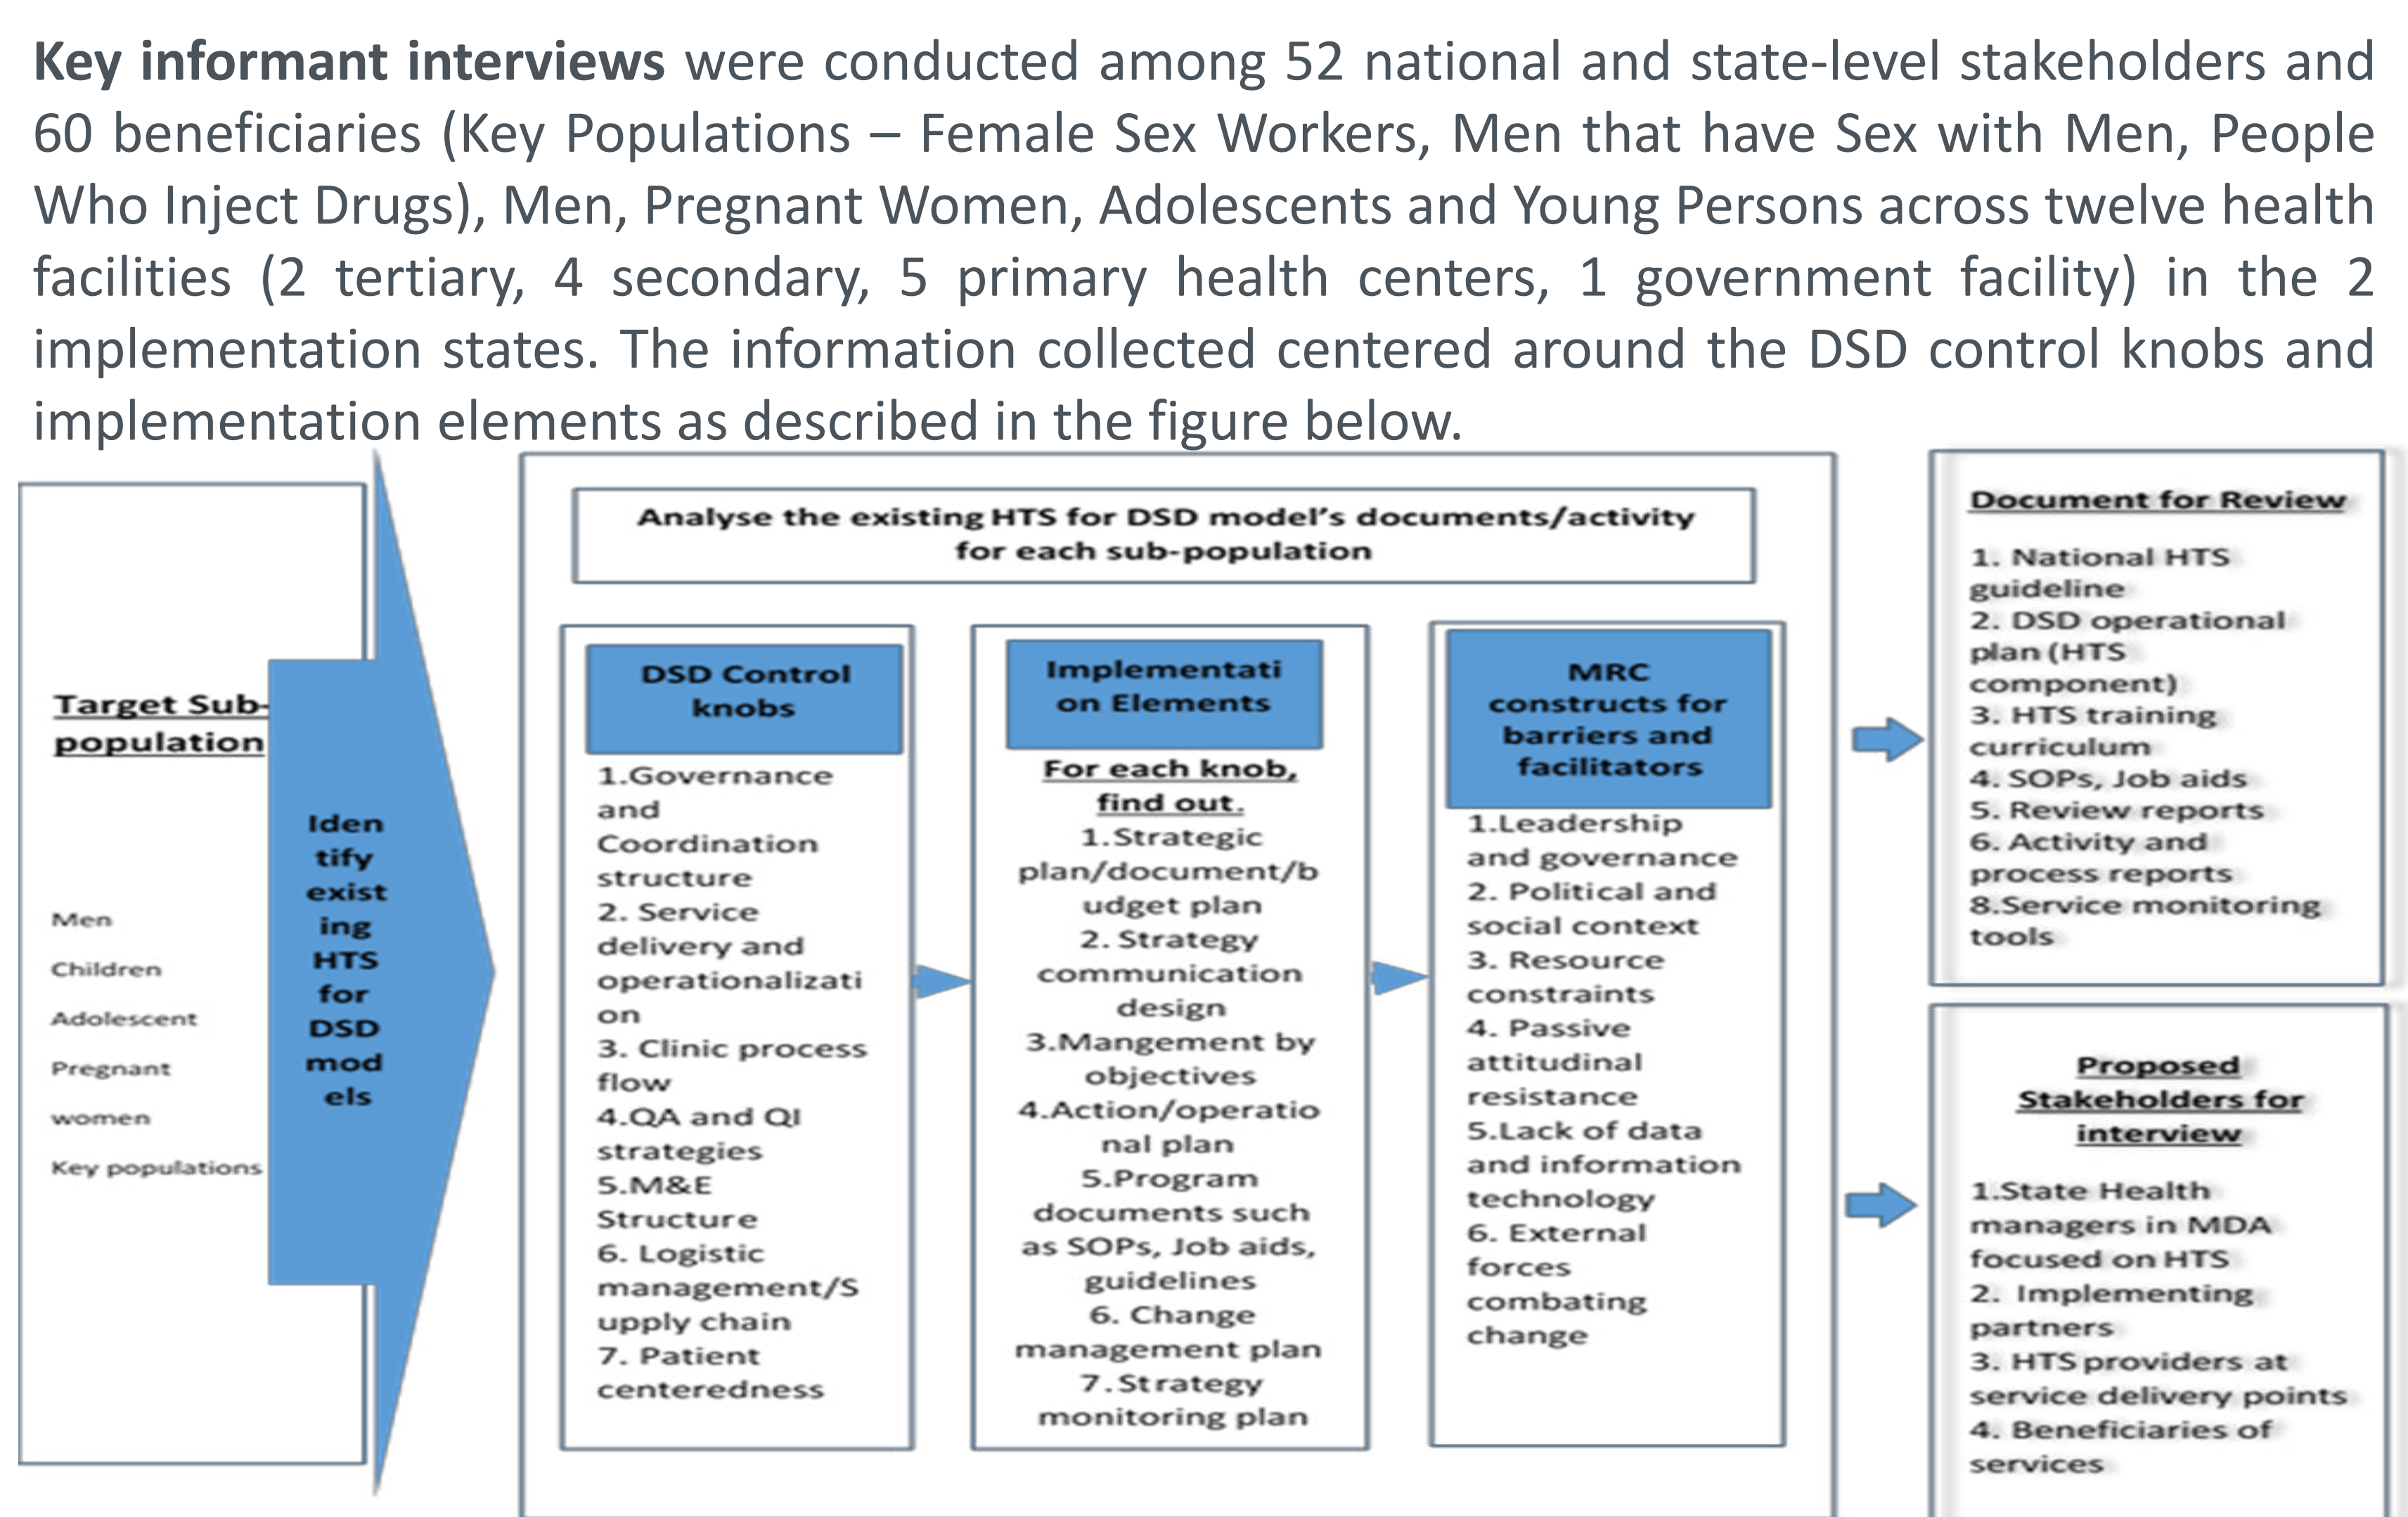 Key informant interviews were conducted among 52 national and state-level stakeholders and
60 beneficiaries (Key Populations – Female Sex Workers, Men that have Sex with Men, People
Who Inject Drugs), Men, Pregnant Women, Adolescents and Young Persons across twelve health
facilities (2 tertiary, 4 secondary, 5 primary health centers, 1 government facility) in the 2
implementation states. The information collected centered around the DSD control knobs and
implementation elements as described in the figure below.
Target Sub-
population
Men
Children
Adolescent
Pregnant
women
Key populations
Iden
tify
exist
ing
HTS
for
DSD
mod
els
Analyse the existing HTS for DSD model's documents/activity
for each sub-population
DSD Control
knobs
1.Governance
and
Coordination
structure
2. Service
delivery and
operationalizati
on
3. Clinic process
flow
4.QA and QI
strategies
5.M&E
Structure
6. Logistic
management/S
upply chain
7. Patient
centeredness
Implementati
on Elements
For each knob,
find out.
1.Strategic
plan/document/b
udget plan
2. Strategy
communication
design
3.Mangement by
objectives
4.Action/operatio
nal plan
5.Program
documents such
as SOPs, Job aids,
guidelines
6. Change
management plan
7. Strategy
monitoring plan
MRC
constructs for
barriers and
facilitators
1.Leadership
and governance
2. Political and
social context
3. Resource
constraints
4. Passive
attitudinal
resistance
5.Lack of data
and information
technology
6. External
forces
combating
change
Document for Review
1. National HTS
guideline
2. DSD operational
plan (HTS
component)
3. HTS training
curriculum
4. SOPs, Job aids
5. Review reports
6. Activity and
process reports
8.Service monitoring
tools
Proposed
Stakeholders for
interview
1.State Health
managers in MDA
focused on HTS
2. Implementing
partners
3. HTS providers at
service delivery points
4. Beneficiaries of
services